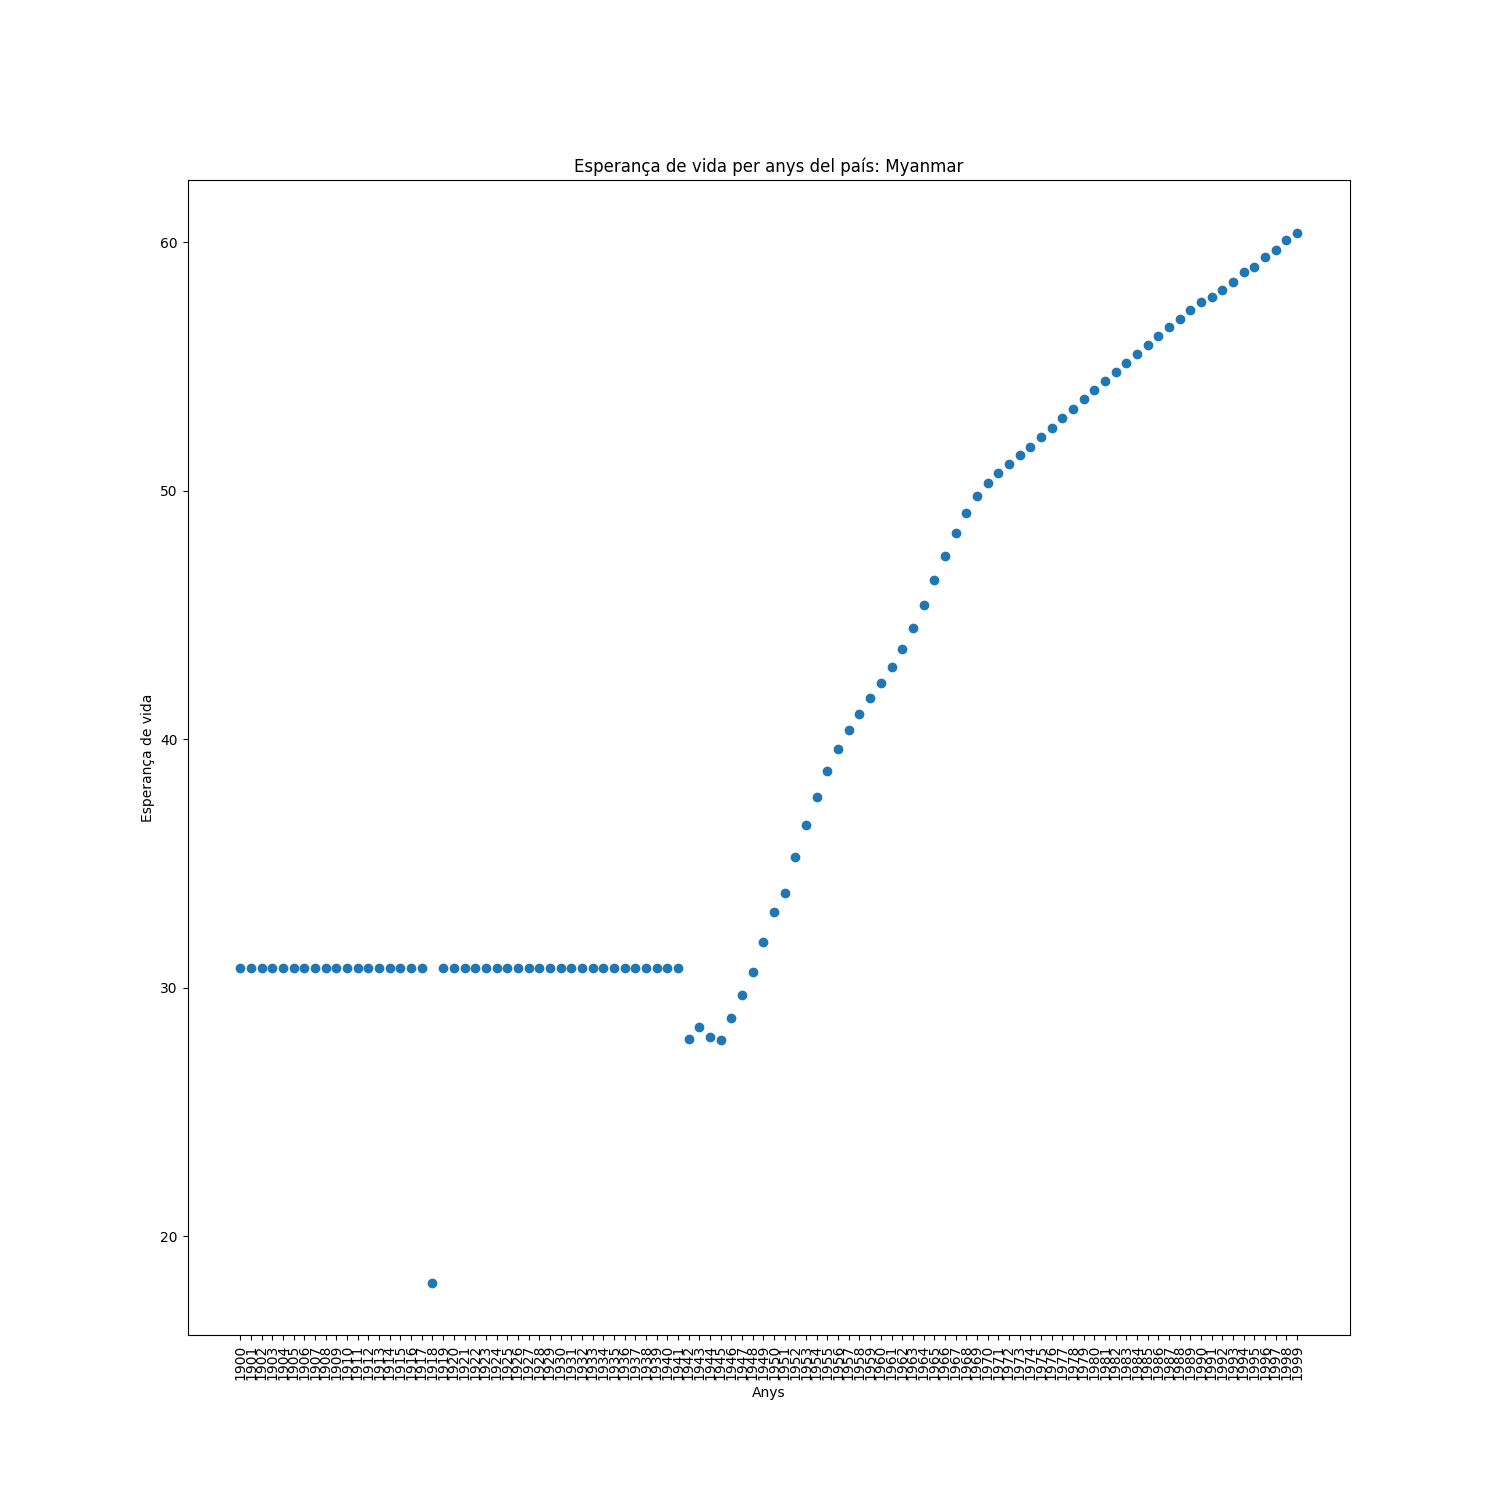 Esperança de vida per anys del país: Myanmar
60
50
40
30
20
Esperança de vida
1900 1901 1902 1903 1904 1905 1906 1907 1908 1909 1910 1911 1912 1913 1914 1915 1916 1917 1918 1919 1920 1921 1922 1923 1924 1925 1926 1927 1928 1929 1930 1931 1932 1933 1934 1935 1936 1937 1938 1939 1940 1941 1942 1943 1944 1945 1946 1947 1948 1949 1950 1951 1952 1953 1954 1955 1956 1957 1958 1959 1960 1961 1962 1963 1964 1965 1966 1967 1968 1969 1970 1971 1972 1973 1974 1975 1976 1977 1978 1979 1980 1981 1982 1983 1984 1985 1986 1987 1988 1989 1990 1991 1992 1993 1994 1995 1996 1997 1998 1999
Anys